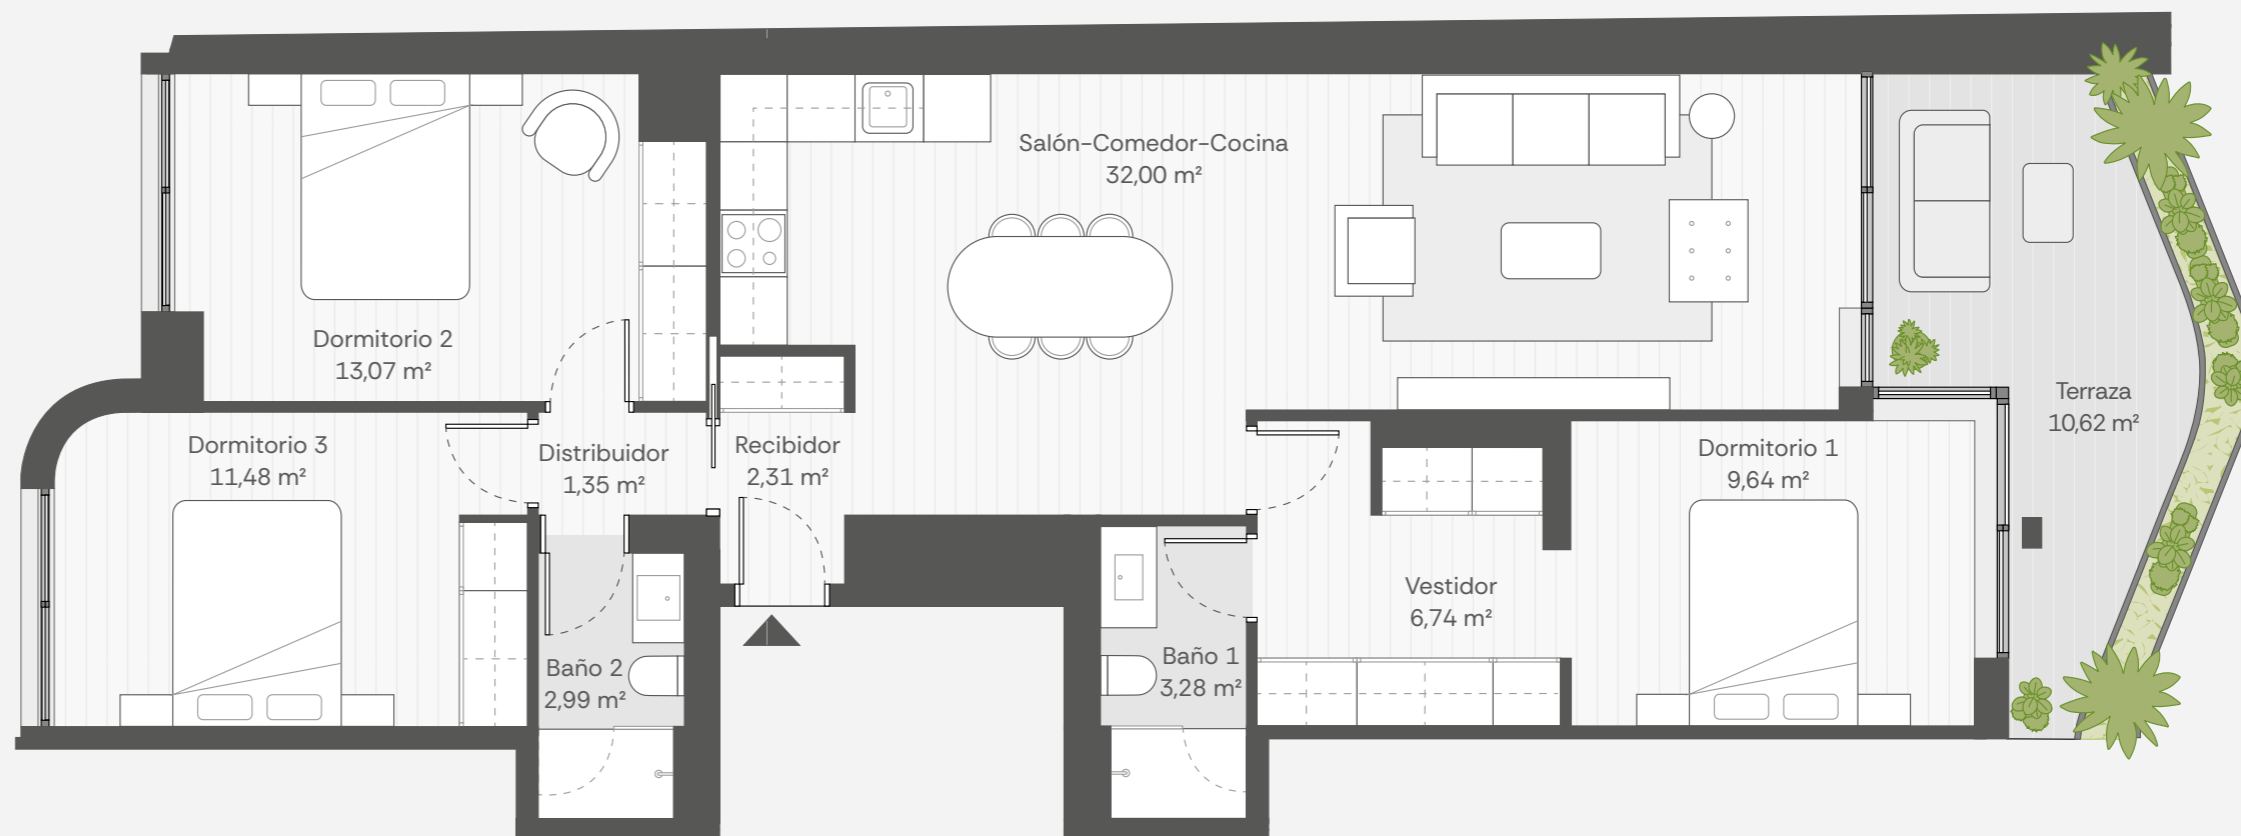 Salón-Comedor-Cocina
32,00 m²
Dormitorio 2
13,07 m²
Terraza
10,62 m²
Dormitorio 3
11,48 m²
Distribuidor
1,35 m²
Recibidor
2,31 m²
Dormitorio 1
9,64 m²
Vestidor
6,74 m²
Baño 2
2,99 m²
Baño 1
3,28 m²